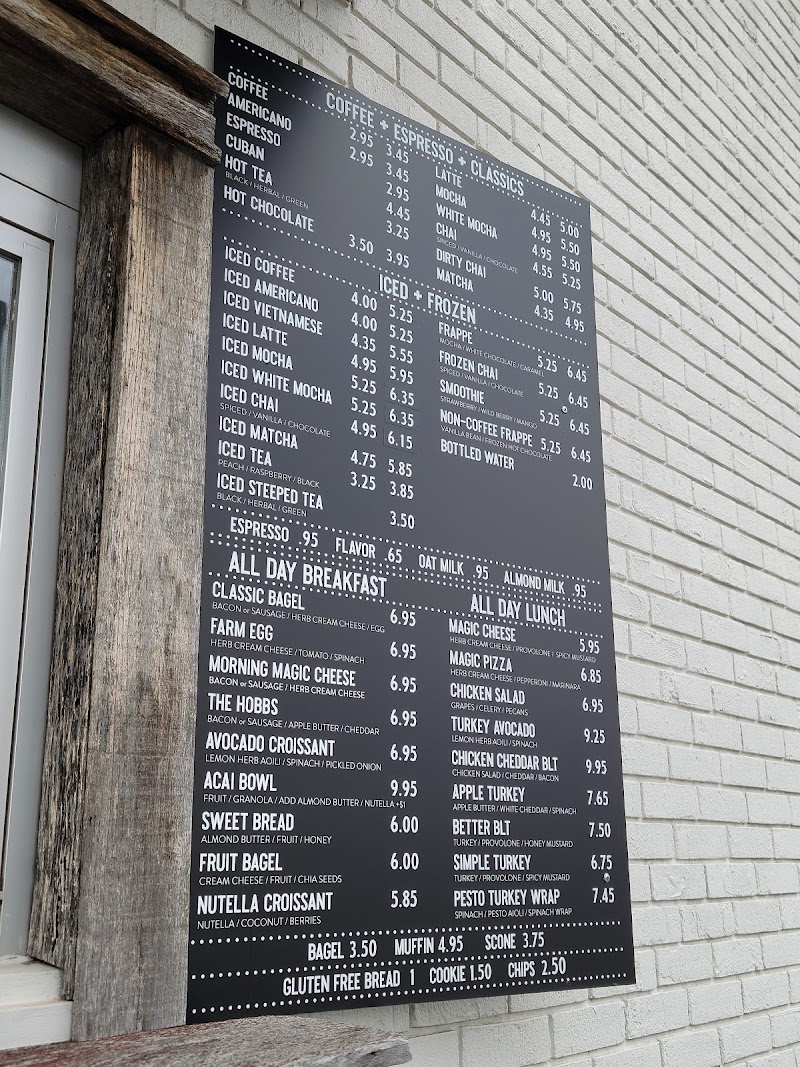 COFFEE + ESPRESSO + CLASSICS
COFFEE 2.95 3.45
AMERICANO 2.95 3.45
ESPRESSO 2.95
CUBAN 4.45
HOT TEA 3.25
BLACK / HERBAL / GREEN
HOT CHOCOLATE 3.50 3.95
LATTE 4.45 5.00
MOCHA 4.95 5.50
WHITE MOCHA 4.95 5.50
CHAI 4.55 5.25
SPICED / VANILLA / CHOCOLATE
DIRTY CHAI 5.00 5.75
MATCHA 4.35 4.95
ICED + FROZEN
ICED COFFEE 4.00 5.25
ICED AMERICANO 4.00 5.25
ICED VIETNAMESE 4.35 5.55
ICED LATTE 4.95 5.95
ICED MOCHA 5.25 6.35
ICED WHITE MOCHA 5.25 6.35
ICED CHAI 4.95 6.15
SPICED / VANILLA / CHOCOLATE
ICED MATCHA 4.75 5.85
ICED TEA 3.25 3.85
PEACH / RASPBERRY / BLACK
ICED STEEPED TEA 3.50
BLACK / HERBAL / GREEN
FRAPPE 5.25 6.45
MOCHA / WHITE CHOCOLATE / CARAMEL
FROZEN CHAI 5.25 6.45
SPICED / VANILLA / CHOCOLATE
SMOOTHIE 5.25 6.45
STRAWBERRY / WILD BERRY / MANGO
NON-COFFEE FRAPPE 5.25 6.45
VANILLA BEAN / FROZEN HOT CHOCOLATE
BOTTLED WATER 2.00
ESPRESSO .95 FLAVOR .65 OAT MILK .95 ALMOND MILK .95
ALL DAY BREAKFAST
CLASSIC BAGEL 6.95
BACON or SAUSAGE / HERB CREAM CHEESE / EGG
FARM EGG 6.95
HERB CREAM CHEESE / TOMATO / SPINACH
MORNING MAGIC CHEESE 6.95
BACON or SAUSAGE / HERB CREAM CHEESE
THE HOBBS 6.95
BACON or SAUSAGE / APPLE BUTTER / CHEDDAR
AVOCADO CROISSANT 6.95
LEMON HERB AOILI / SPINACH / PICKLED ONION
ACAI BOWL 9.95
FRUIT / GRANOLA / ADD ALMOND BUTTER / NUTELLA +$1
SWEET BREAD 6.00
ALMOND BUTTER / FRUIT / HONEY
FRUIT BAGEL 6.00
CREAM CHEESE / FRUIT / CHIA SEEDS
NUTELLA CROISSANT 5.85
NUTELLA / COCONUT / BERRIES
ALL DAY LUNCH
MAGIC CHEESE 5.95
HERB CREAM CHEESE / PROVOLONE / SPICY MUSTARD
MAGIC PIZZA 6.85
HERB CREAM CHEESE / PEPPERONI / MARINARA
CHICKEN SALAD 6.95
GRAPES / CELERY / PECANS
TURKEY AVOCADO 9.25
LEMON HERB AOILI / SPINACH
CHICKEN CHEDDAR BLT 9.95
CHICKEN SALAD / CHEDDAR / BACON
APPLE TURKEY 7.65
APPLE BUTTER / WHITE CHEDDAR / SPINACH
BETTER BLT 7.50
TURKEY / PROVOLONE / HONEY MUSTARD
SIMPLE TURKEY 6.75
TURKEY / PROVOLONE / SPICY MUSTARD
PESTO TURKEY WRAP 7.45
SPINACH / PESTO AIOLI / SPINACH WRAP
BAGEL 3.50 MUFFIN 4.95 SCONE 3.75
GLUTEN FREE BREAD 1 COOKIE 1.50 CHIPS 2.50